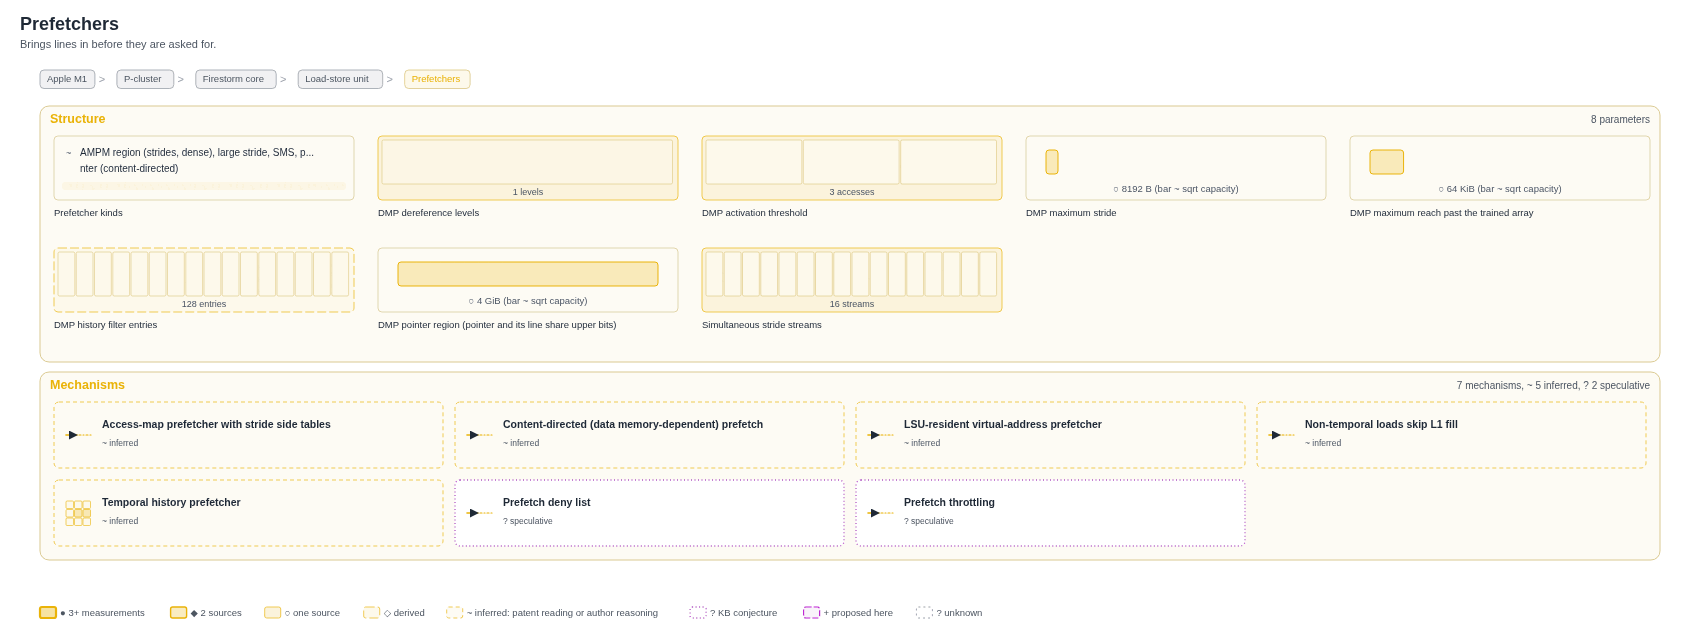 Prefetchers
Brings lines in before they are asked for.
Apple M1 > P-cluster > Firestorm core > Load-store unit > Prefetchers
Structure
8 parameters
~ AMPM region (strides, dense), large stride, SMS, p...
nter (content-directed)
Prefetcher kinds
1 levels
DMP dereference levels
3 accesses
DMP activation threshold
○ 8192 B (bar ~ sqrt capacity)
DMP maximum stride
○ 64 KiB (bar ~ sqrt capacity)
DMP maximum reach past the trained array
128 entries
DMP history filter entries
○ 4 GiB (bar ~ sqrt capacity)
DMP pointer region (pointer and its line share upper bits)
16 streams
Simultaneous stride streams
Mechanisms
7 mechanisms, ~ 5 inferred, ? 2 speculative
Access-map prefetcher with stride side tables
~ inferred
Content-directed (data memory-dependent) prefetch
~ inferred
LSU-resident virtual-address prefetcher
~ inferred
Non-temporal loads skip L1 fill
~ inferred
Temporal history prefetcher
~ inferred
Prefetch deny list
? speculative
Prefetch throttling
? speculative
● 3+ measurements ◆ 2 sources ○ one source ◇ derived ~ inferred: patent reading or author reasoning ? KB conjecture + proposed here ? unknown